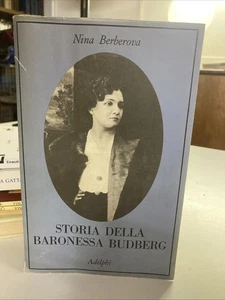 Nina Berberova
STORIA DELLA
BARONESSA BUDBERG
Adelphi